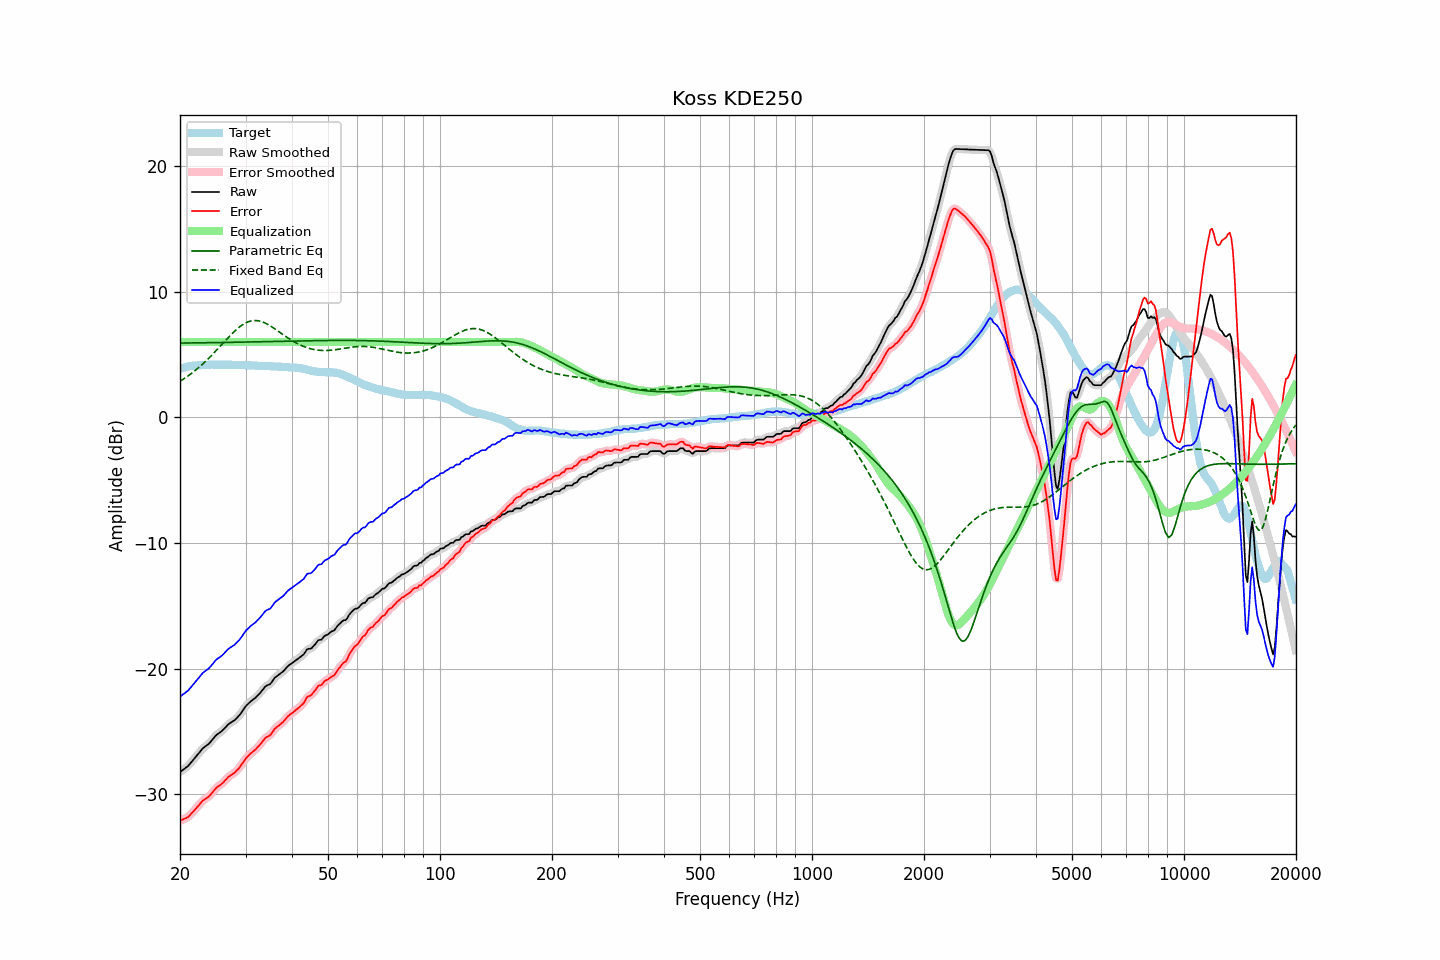 Koss KDE250
Target
Raw Smoothed
Error Smoothed
Raw
Error
Equalization
Parametric Eq
Fixed Band Eq
Equalized
Amplitude (dBr)
20
10
0
−10
−20
−30
20 50 100 200 500 1000 2000 5000 10000 20000
Frequency (Hz)